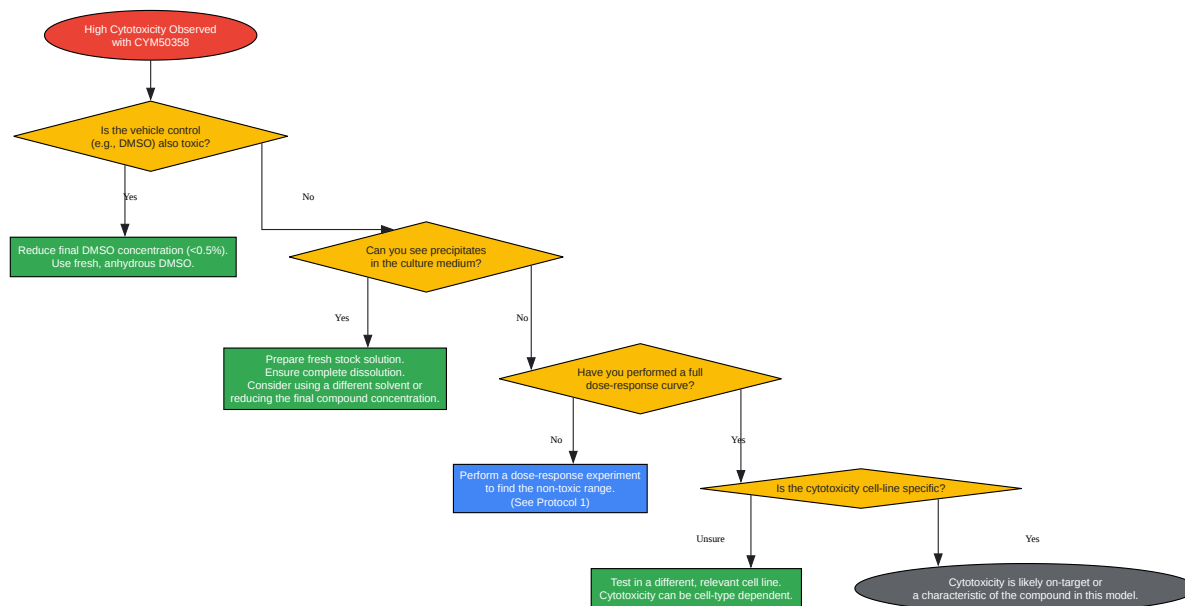 High Cytotoxicity Observed
with CYM50358
Is the vehicle control
(e.g., DMSO) also toxic?
Yes
No
Reduce final DMSO concentration (<0.5%).
Use fresh, anhydrous DMSO.
Can you see precipitates
in the culture medium?
Yes
No
Prepare fresh stock solution.
Ensure complete dissolution.
Consider using a different solvent or
reducing the final compound concentration.
Have you performed a full
dose-response curve?
No
Yes
Perform a dose-response experiment
to find the non-toxic range.
(See Protocol 1)
Is the cytotoxicity cell-line specific?
Unsure
Yes
Test in a different, relevant cell line.
Cytotoxicity can be cell-type dependent.
Cytotoxicity is likely on-target or
a characteristic of the compound in this model.